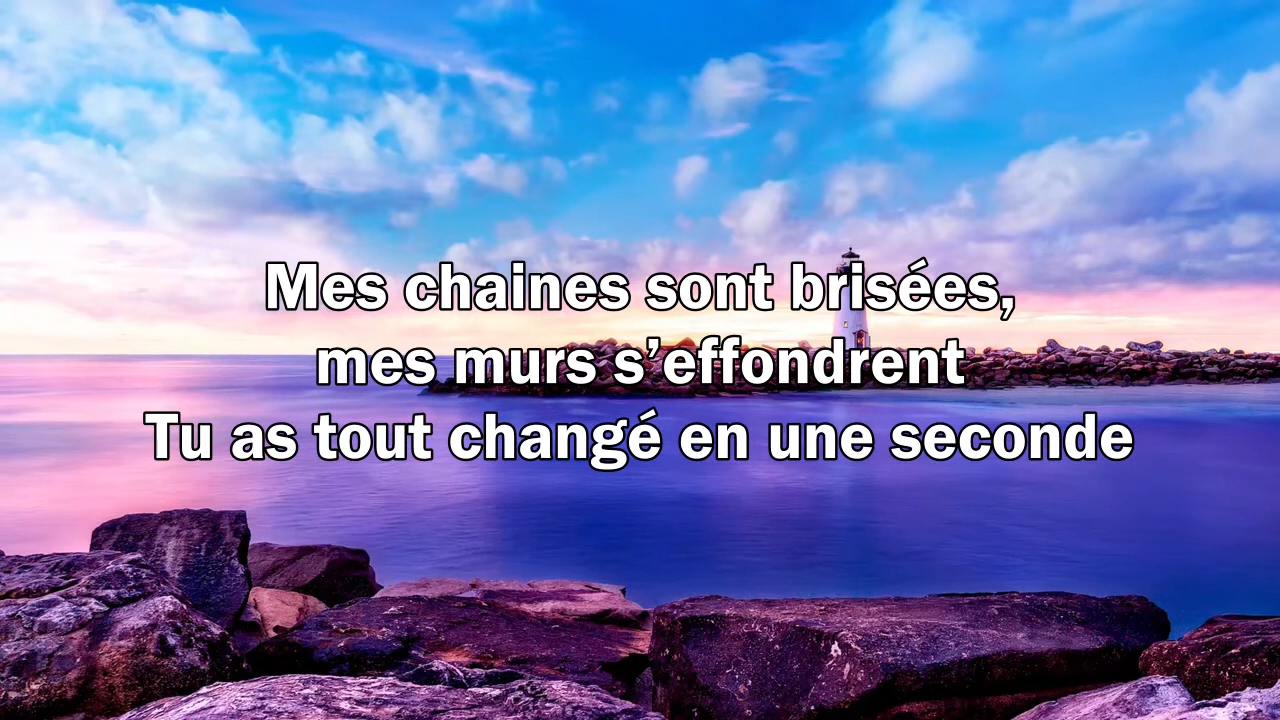 Mes chaines sont brisées,
mes murs s’effondrent
Tu as tout changé en une seconde